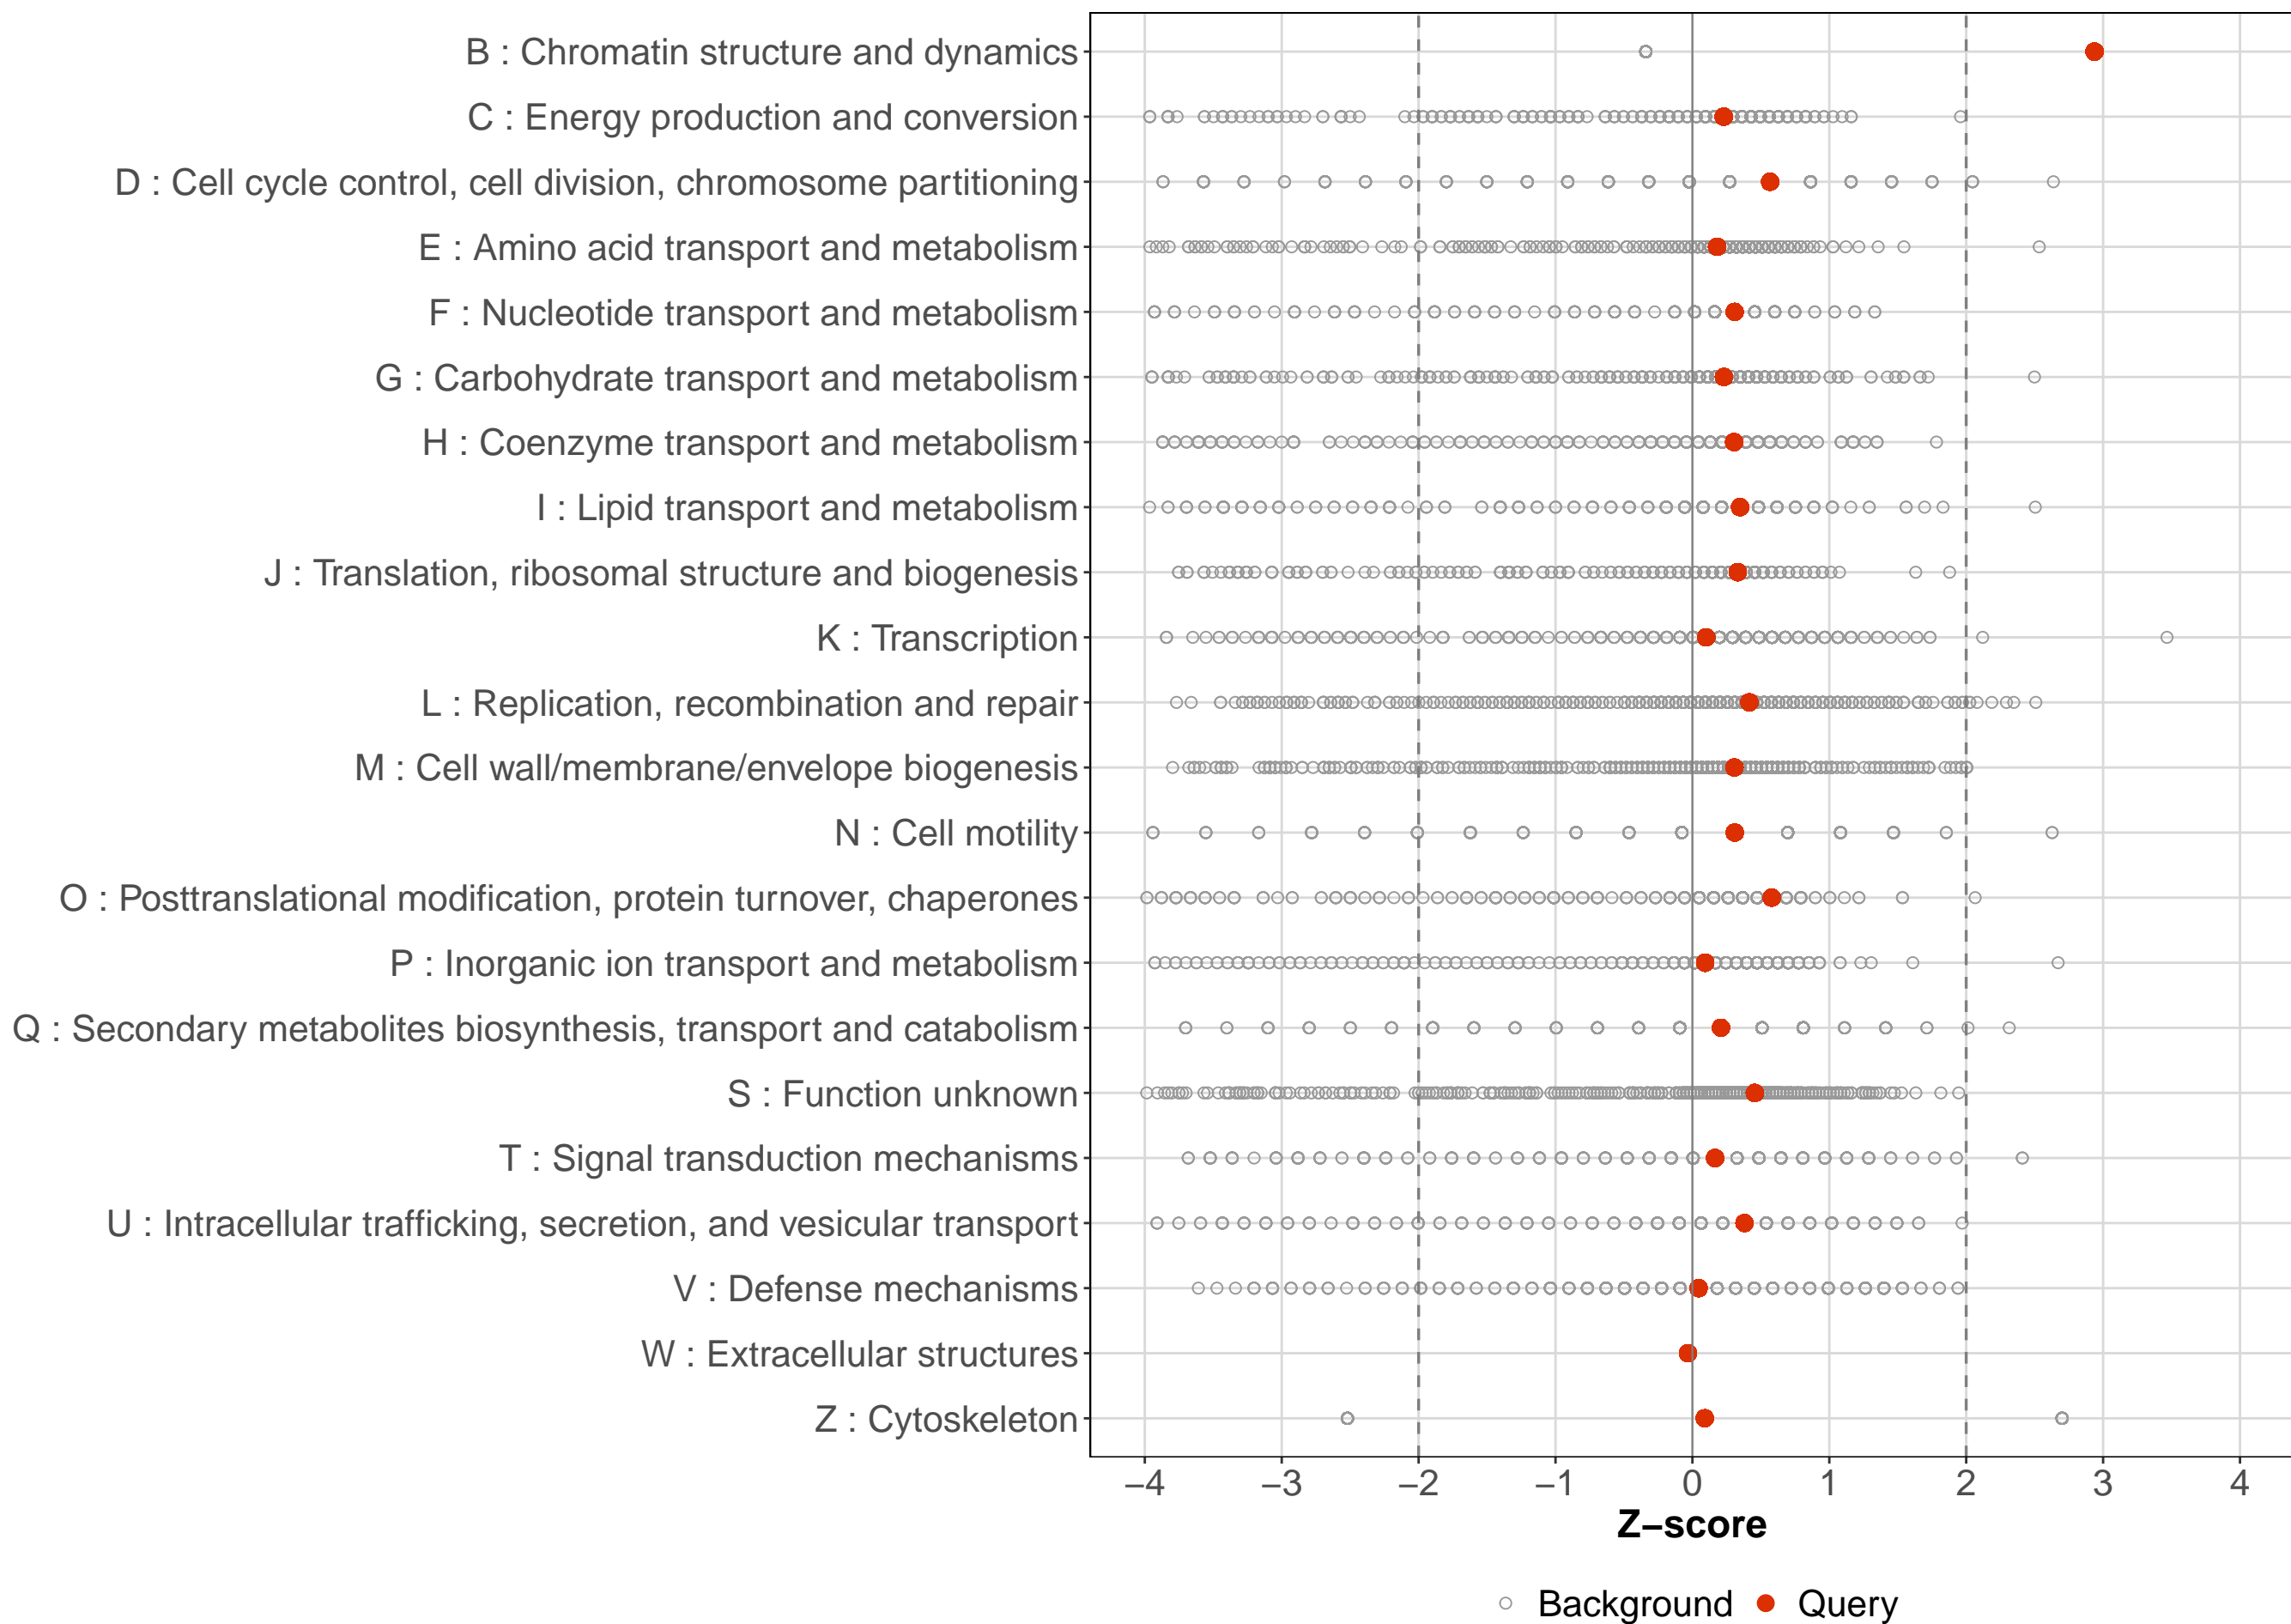 B : Chromatin structure and dynamics
C : Energy production and conversion
D : Cell cycle control, cell division, chromosome partitioning
E : Amino acid transport and metabolism
F : Nucleotide transport and metabolism
G : Carbohydrate transport and metabolism
H : Coenzyme transport and metabolism
I : Lipid transport and metabolism
J : Translation, ribosomal structure and biogenesis
K : Transcription
L : Replication, recombination and repair
M : Cell wall/membrane/envelope biogenesis
N : Cell motility
O : Posttranslational modification, protein turnover, chaperones
P : Inorganic ion transport and metabolism
Q : Secondary metabolites biosynthesis, transport and catabolism
S : Function unknown
T : Signal transduction mechanisms
U : Intracellular trafficking, secretion, and vesicular transport
V : Defense mechanisms
W : Extracellular structures
Z : Cytoskeleton
−4 −3 −2 −1 0 1 2 3 4
Z−score
Background Query